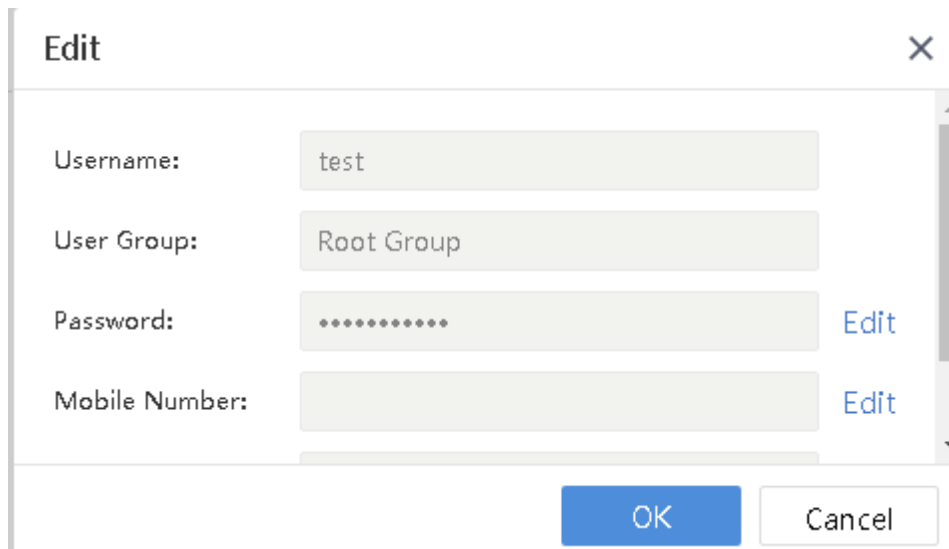 Edit
Username: test
User Group: Root Group
Password: ••••••••••• Edit
Mobile Number: Edit
OK Cancel